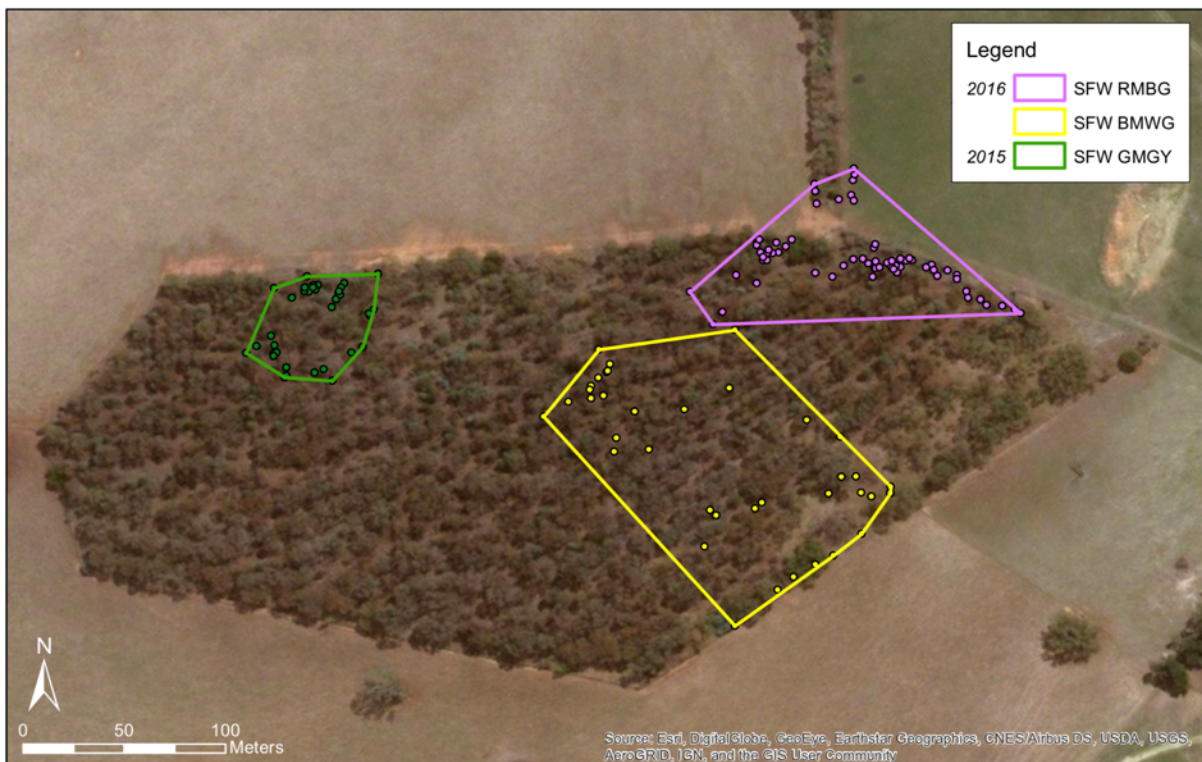 Legend
2016 SFW RMBG
SFW BMWG
2015 SFW GMGY
N
0 50 100
Meters
Source: Esri, DigitalGlobe, GeoEye, Earthstar Geographics, CNES/Airbus DS, USDA, USGS,
AeroGRID, IGN, and the GIS User Community